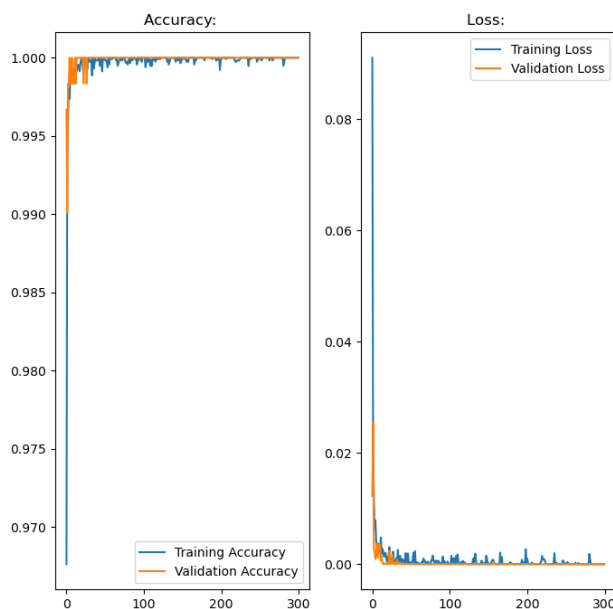 Accuracy:
1.000
0.995
0.990
0.985
0.980
0.975
0.970
0 100 200 300
Training Accuracy
Validation Accuracy
Loss:
Training Loss
Validation Loss
0.08
0.06
0.04
0.02
0.00
0 100 200 300